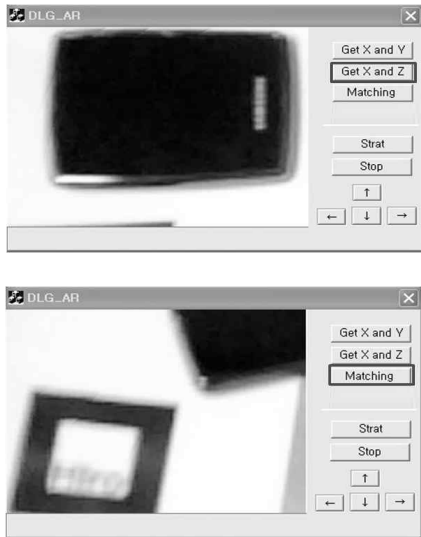 DLG_AR
Get X and Y
Get X and Z
Matching
Strat
Stop
↑
← ↓ →
DLG_AR
Get X and Y
Get X and Z
Matching
Strat
Stop
↑
← ↓ →